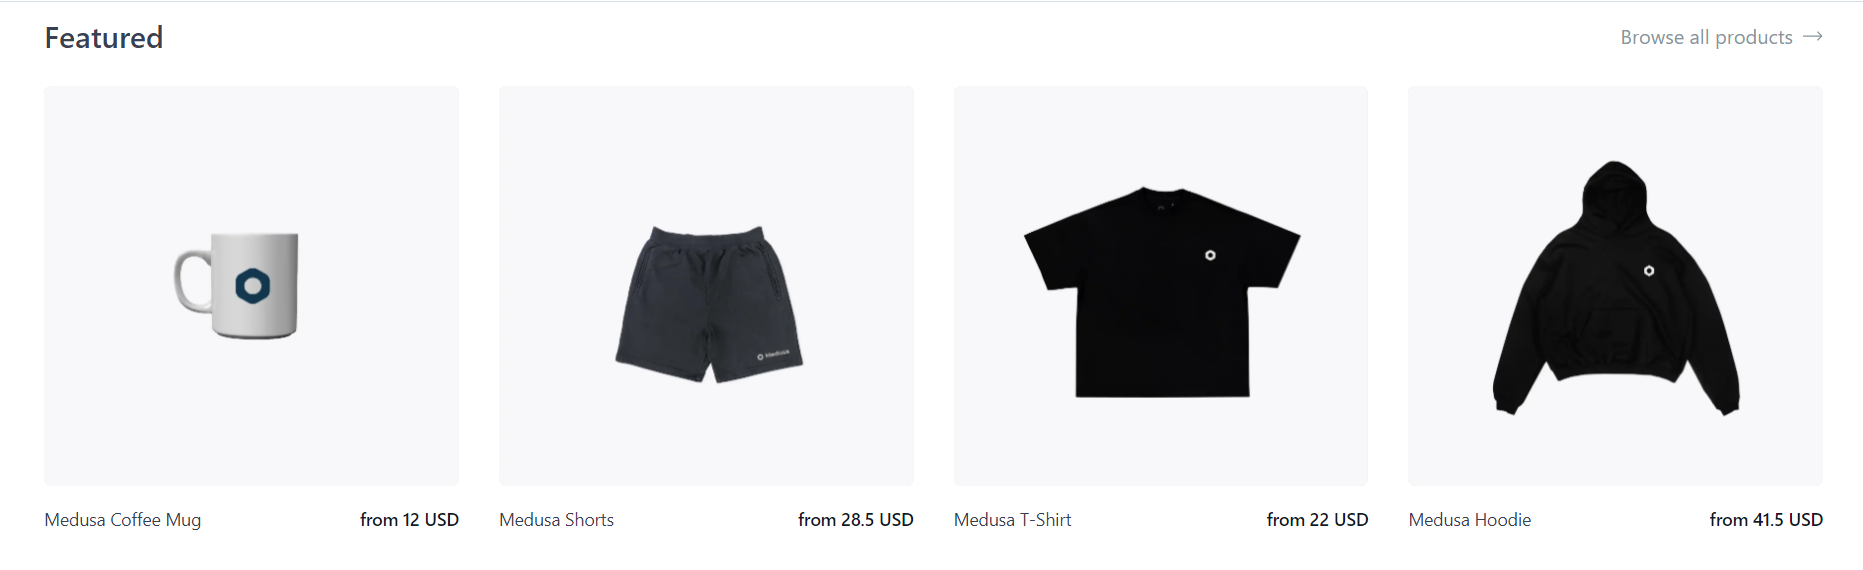 Featured
Browse all products →
Medusa
Medusa Coffee Mug
from 12 USD
Medusa Shorts
from 28.5 USD
Medusa T-Shirt
from 22 USD
Medusa Hoodie
from 41.5 USD